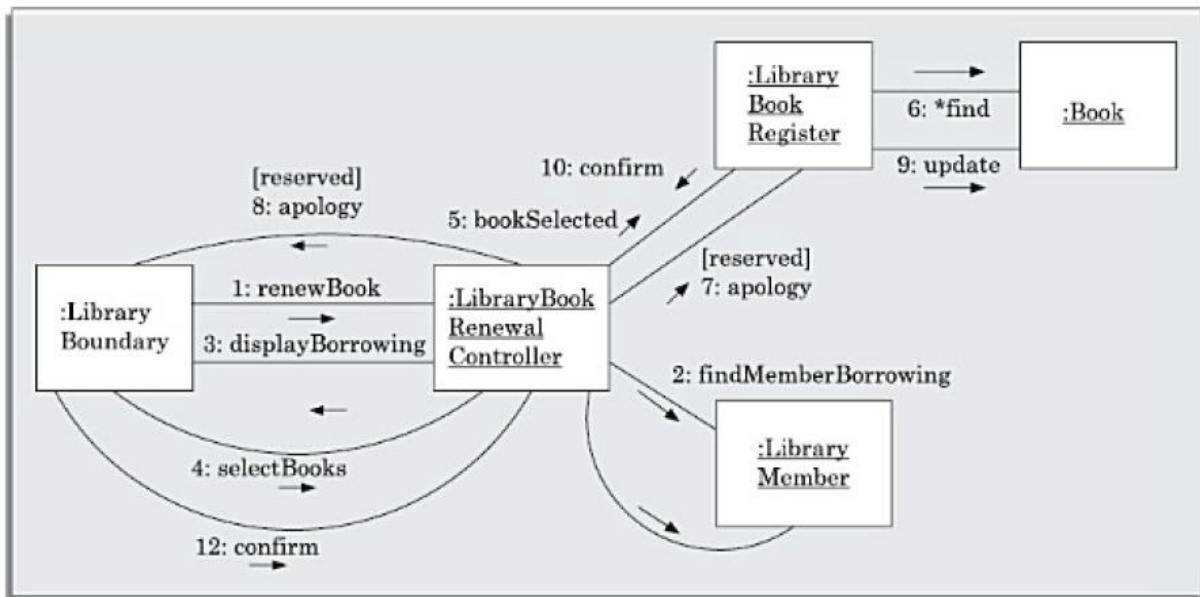 :Library
Book
Register
6: *find
:Book
9: update
10: confirm
[reserved]
8: apology
5: bookSelected
[reserved]
7: apology
:Library
Boundary
1: renewBook
3: displayBorrowing
:LibraryBook
Renewal
Controller
2: findMemberBorrowing
:Library
Member
4: selectBooks
12: confirm